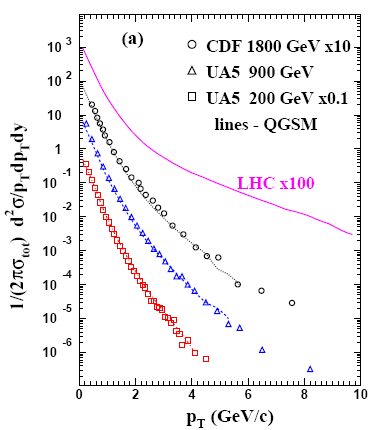 (a)
CDF 1800 GeV x10
UA5 900 GeV
UA5 200 GeV x0.1
lines - QGSM
LHC x100
10 3
10 2
10
1
10 -1
10 -2
10 -3
10 -4
10 -5
10 -6
0 2 4 6 8 10
1/(2πσtot) d2σ/pTdpTdy
pT (GeV/c)